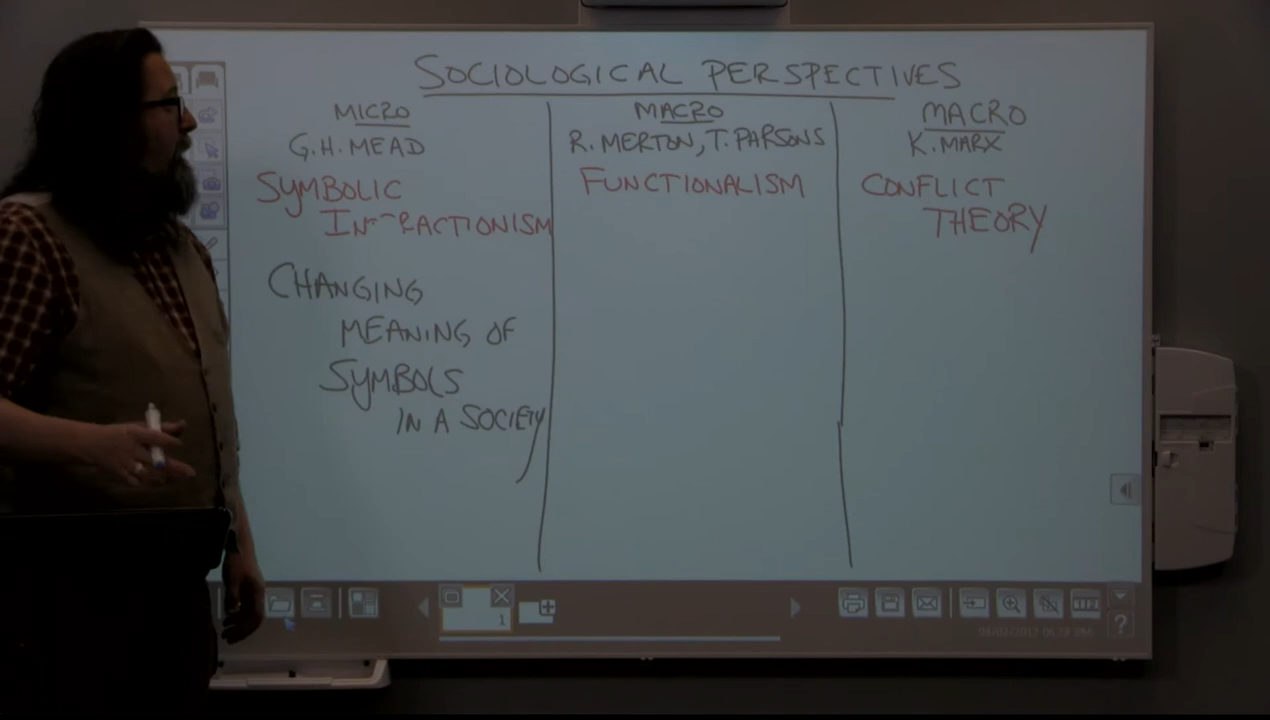 SOCIOLOGICAL PERSPECTIVES
MICRO
G.H. MEAD
SYMBOLIC
INTERACTIONISM
CHANGING
MEANING OF
SYMBOLS
IN A SOCIETY
MACRO
R. MERTON, T. PARSONS
FUNCTIONALISM
MACRO
K. MARX
CONFLICT
THEORY
1
?